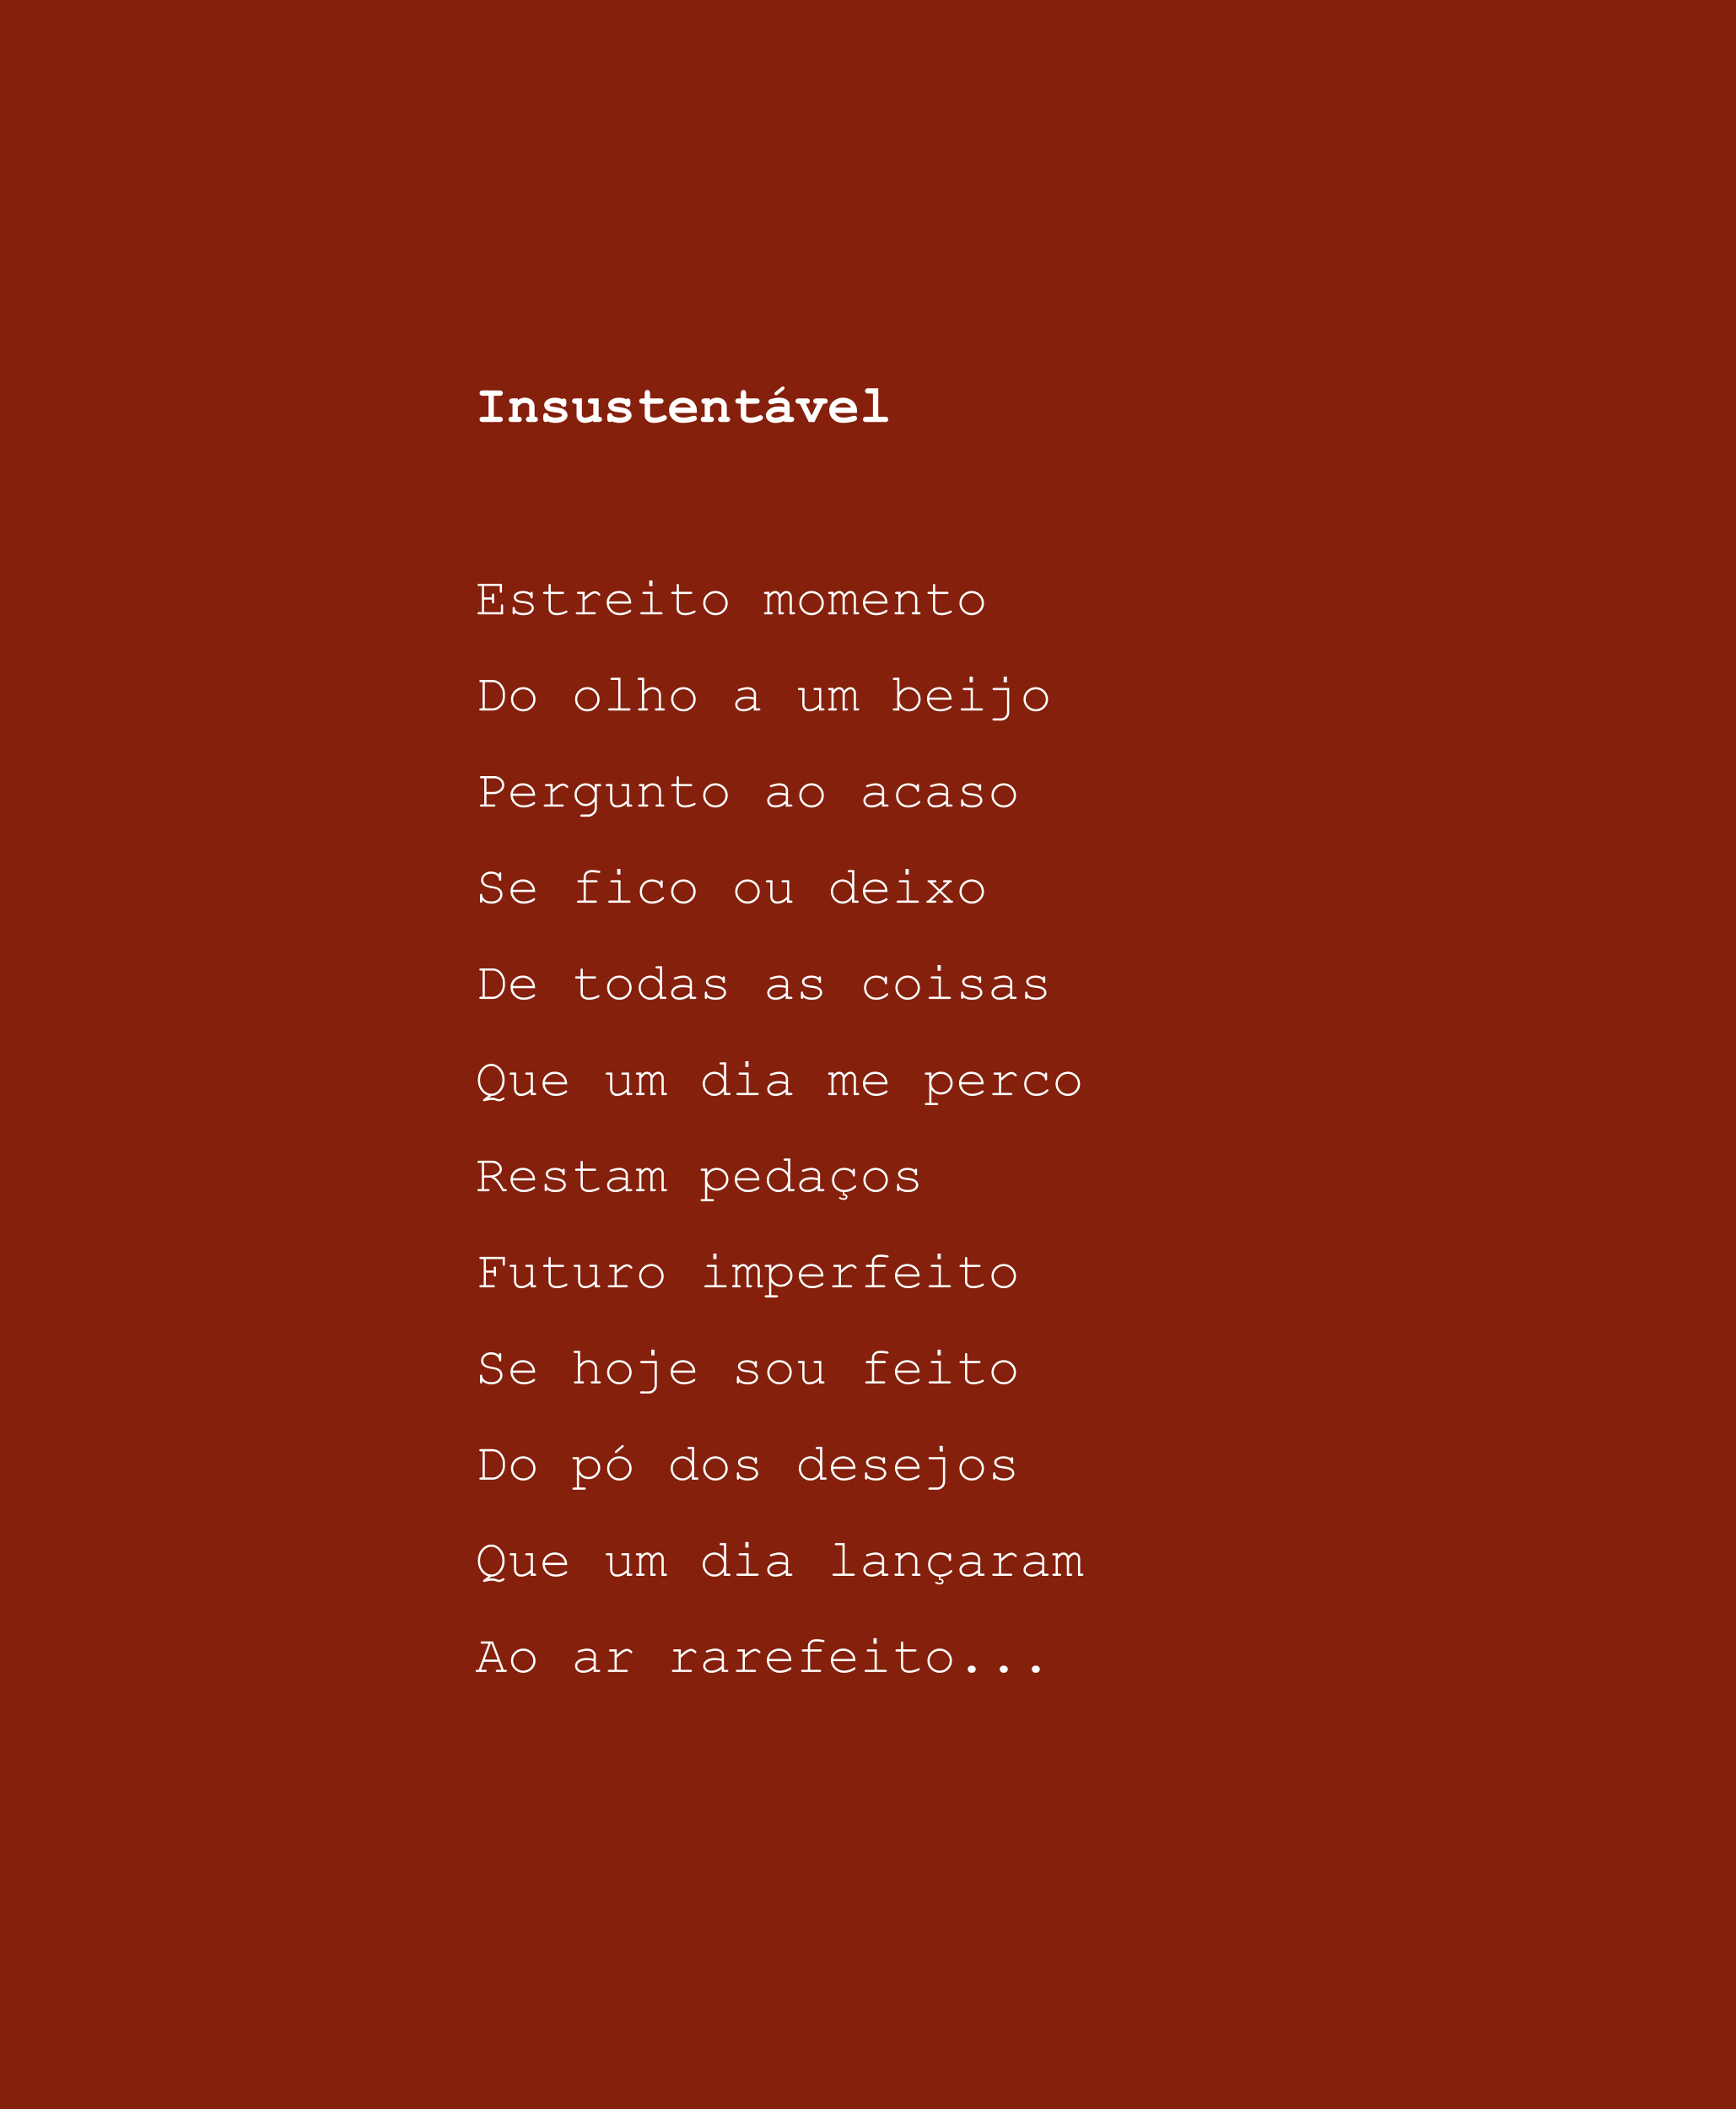 Insustentável
Estreito momento
Do olho a um beijo
Pergunto ao acaso
Se fico ou deixo
De todas as coisas
Que um dia me perco
Restam pedaços
Futuro imperfeito
Se hoje sou feito
Do pó dos desejos
Que um dia lançaram
Ao ar rarefeito...